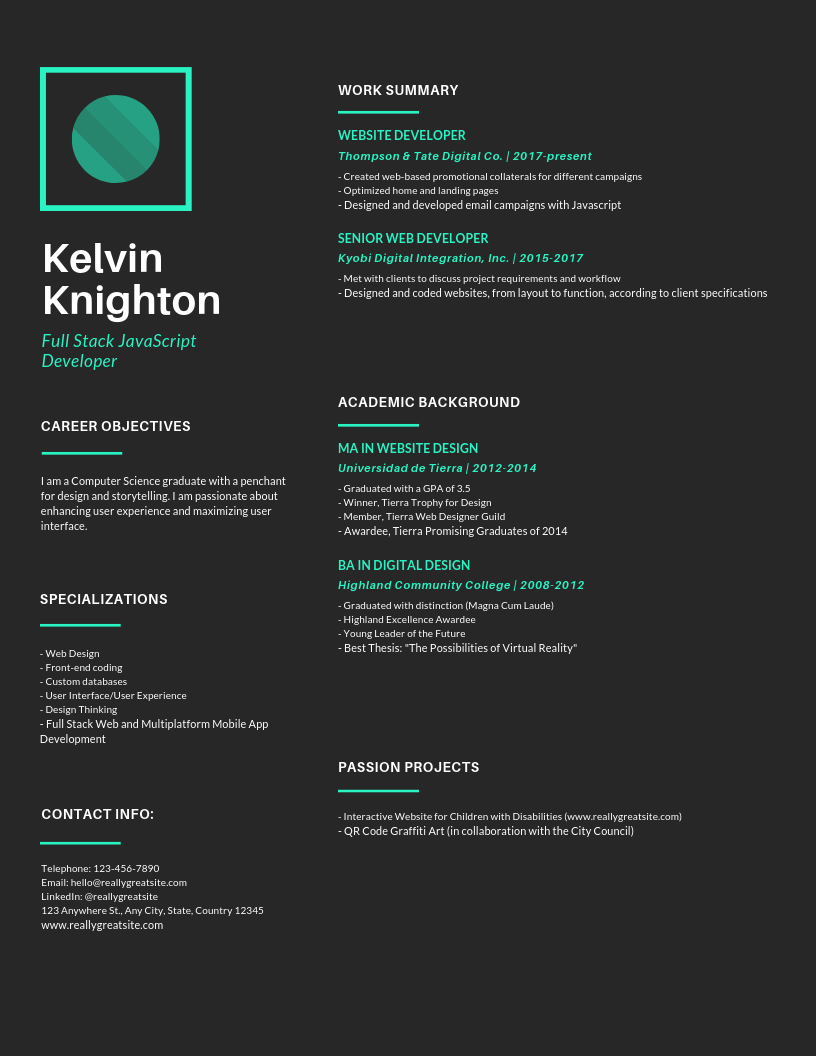 Kelvin
Knighton
Full Stack JavaScript
Developer
CAREER OBJECTIVES
I am a Computer Science graduate with a penchant
for design and storytelling. I am passionate about
enhancing user experience and maximizing user
interface.
SPECIALIZATIONS
- Web Design
- Front-end coding
- Custom databases
- User Interface/User Experience
- Design Thinking
- Full Stack Web and Multiplatform Mobile App
Development
CONTACT INFO:
Telephone: 123-456-7890
Email: hello@reallygreatsite.com
LinkedIn: @reallygreatsite
123 Anywhere St., Any City, State, Country 12345
www.reallygreatsite.com
WORK SUMMARY
WEBSITE DEVELOPER
Thompson & Tate Digital Co. | 2017-present
- Created web-based promotional collaterals for different campaigns
- Optimized home and landing pages
- Designed and developed email campaigns with Javascript
SENIOR WEB DEVELOPER
Kyobi Digital Integration, Inc. | 2015-2017
- Met with clients to discuss project requirements and workflow
- Designed and coded websites, from layout to function, according to client specifications
ACADEMIC BACKGROUND
MA IN WEBSITE DESIGN
Universidad de Tierra | 2012-2014
- Graduated with a GPA of 3.5
- Winner, Tierra Trophy for Design
- Member, Tierra Web Designer Guild
- Awardee, Tierra Promising Graduates of 2014
BA IN DIGITAL DESIGN
Highland Community College | 2008-2012
- Graduated with distinction (Magna Cum Laude)
- Highland Excellence Awardee
- Young Leader of the Future
- Best Thesis: "The Possibilities of Virtual Reality"
PASSION PROJECTS
- Interactive Website for Children with Disabilities (www.reallygreatsite.com)
- QR Code Graffiti Art (in collaboration with the City Council)